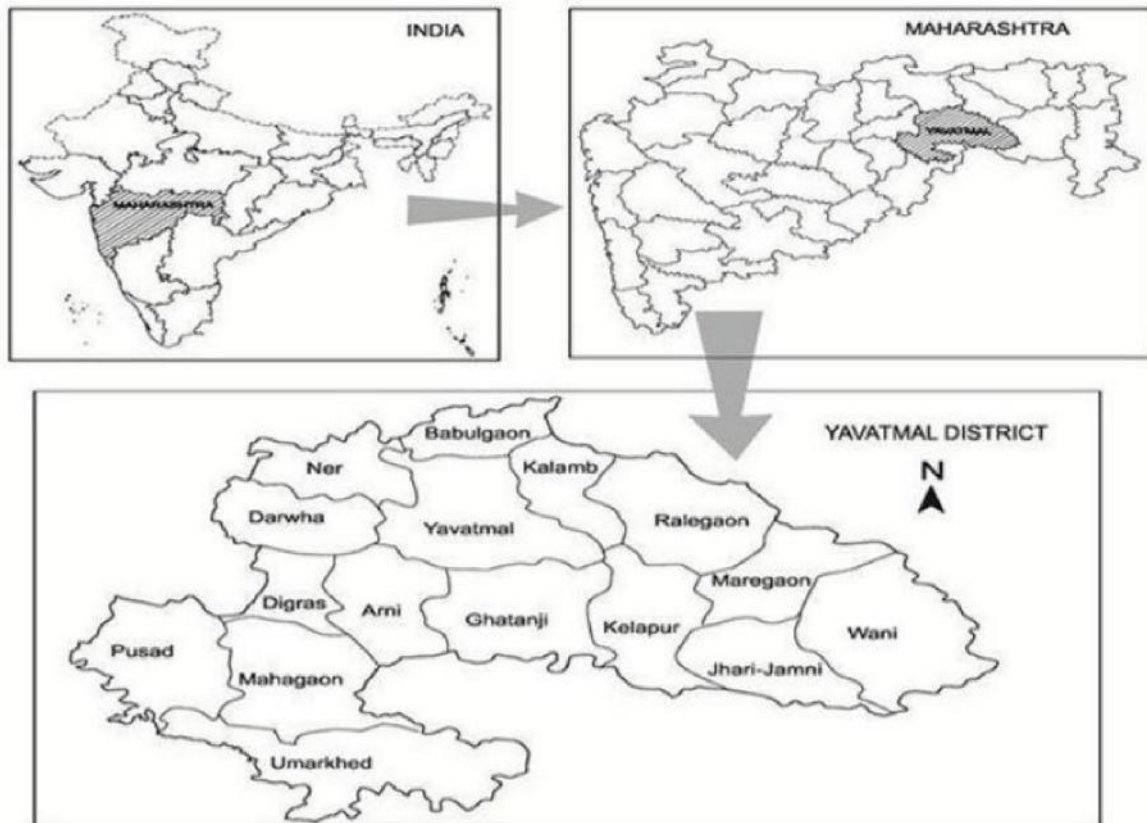 INDIA
MAHARASHTRA
MAHARASHTRA
YAVATMAL
YAVATMAL DISTRICT
N
Babulgaon
Ner
Kalamb
Darwha
Yavatmal
Ralegaon
Maregaon
Digras
Arni
Ghatanji
Kelapur
Wani
Pusad
Mahagaon
Jhari-Jamni
Umarkhed